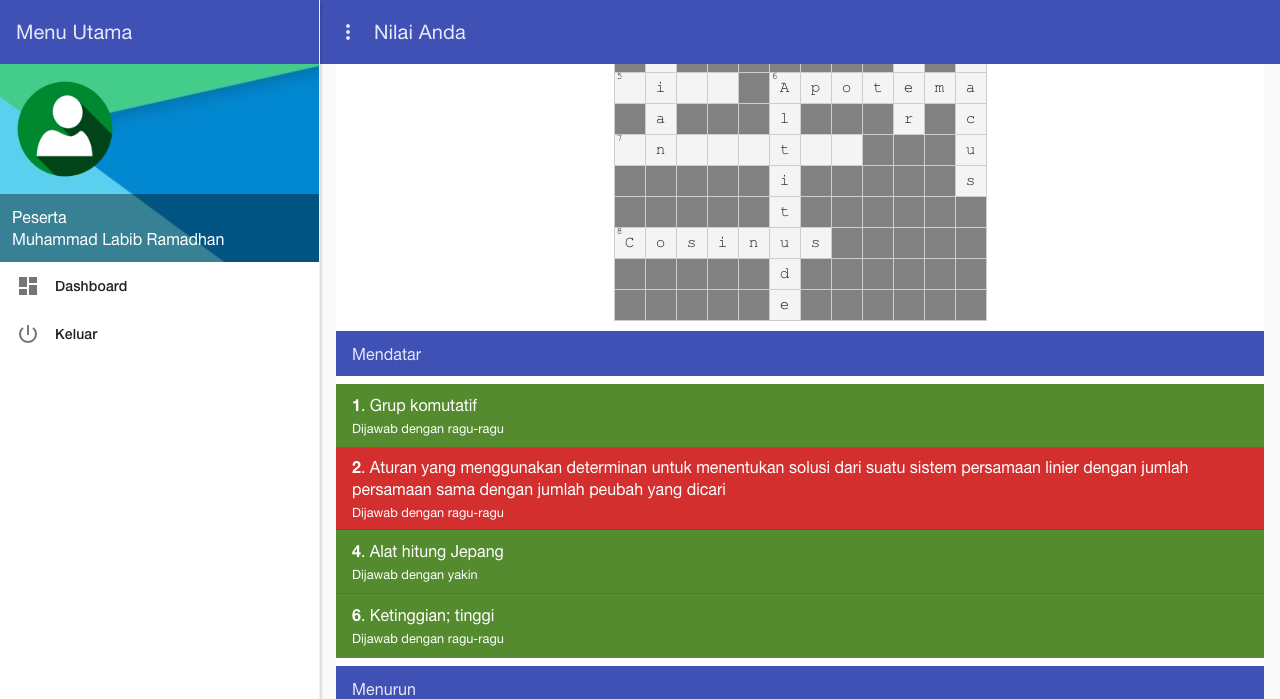 Menu Utama
Nilai Anda
Peserta
Muhammad Labib Ramadhan
Dashboard
Keluar
5 i 6 A p o t e m a
a l r c
7 n t u
i s
t
8 C o s i n u s
d
e
Mendatar
1. Grup komutatif
Dijawab dengan ragu-ragu
2. Aturan yang menggunakan determinan untuk menentukan solusi dari suatu sistem persamaan linier dengan jumlah
persamaan sama dengan jumlah peubah yang dicari
Dijawab dengan ragu-ragu
4. Alat hitung Jepang
Dijawab dengan yakin
6. Ketinggian; tinggi
Dijawab dengan ragu-ragu
Menurun